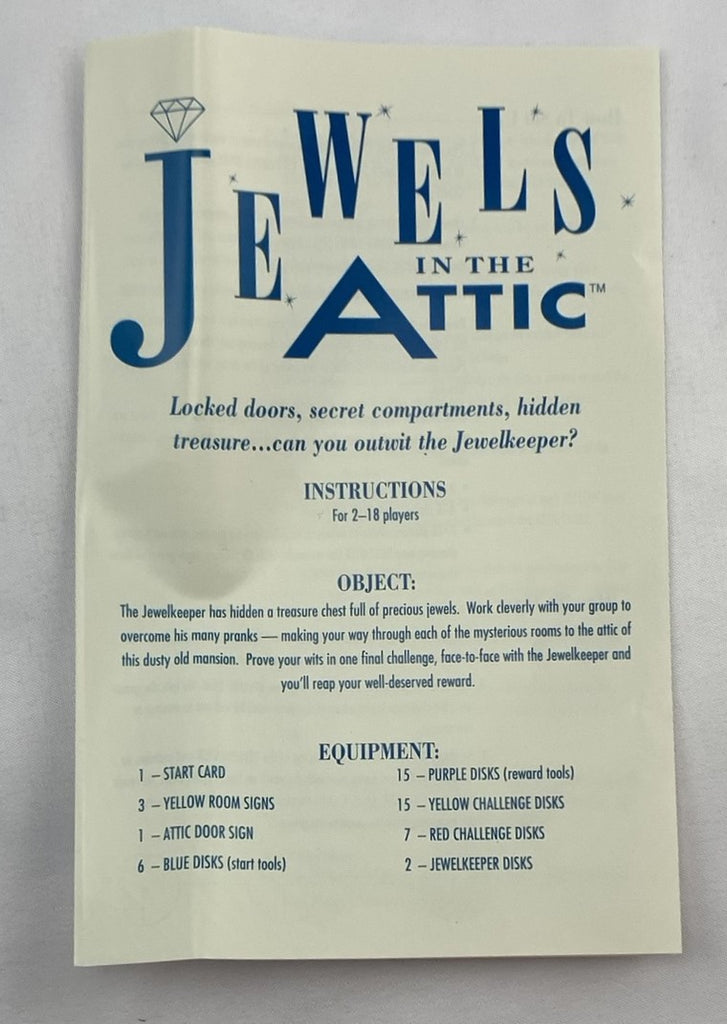 JEWELS
IN THE
ATTIC™
Locked doors, secret compartments, hidden
treasure...can you outwit the Jewelkeeper?
INSTRUCTIONS
For 2–18 players
OBJECT:
The Jewelkeeper has hidden a treasure chest full of precious jewels. Work cleverly with your group to
overcome his many pranks — making your way through each of the mysterious rooms to the attic of
this dusty old mansion. Prove your wits in one final challenge, face-to-face with the Jewelkeeper and
you'll reap your well-deserved reward.
EQUIPMENT:
1 – START CARD
3 – YELLOW ROOM SIGNS
1 – ATTIC DOOR SIGN
6 – BLUE DISKS (start tools)
15 – PURPLE DISKS (reward tools)
15 – YELLOW CHALLENGE DISKS
7 – RED CHALLENGE DISKS
2 – JEWELKEEPER DISKS